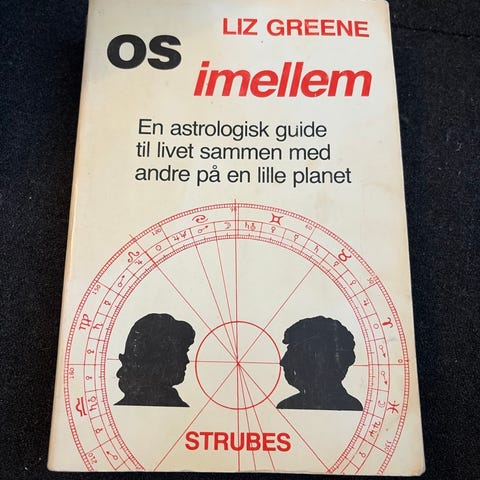 LIZ GREENE
os
imellem
En astrologisk guide
til livet sammen med
andre på en lille planet
STRUBES